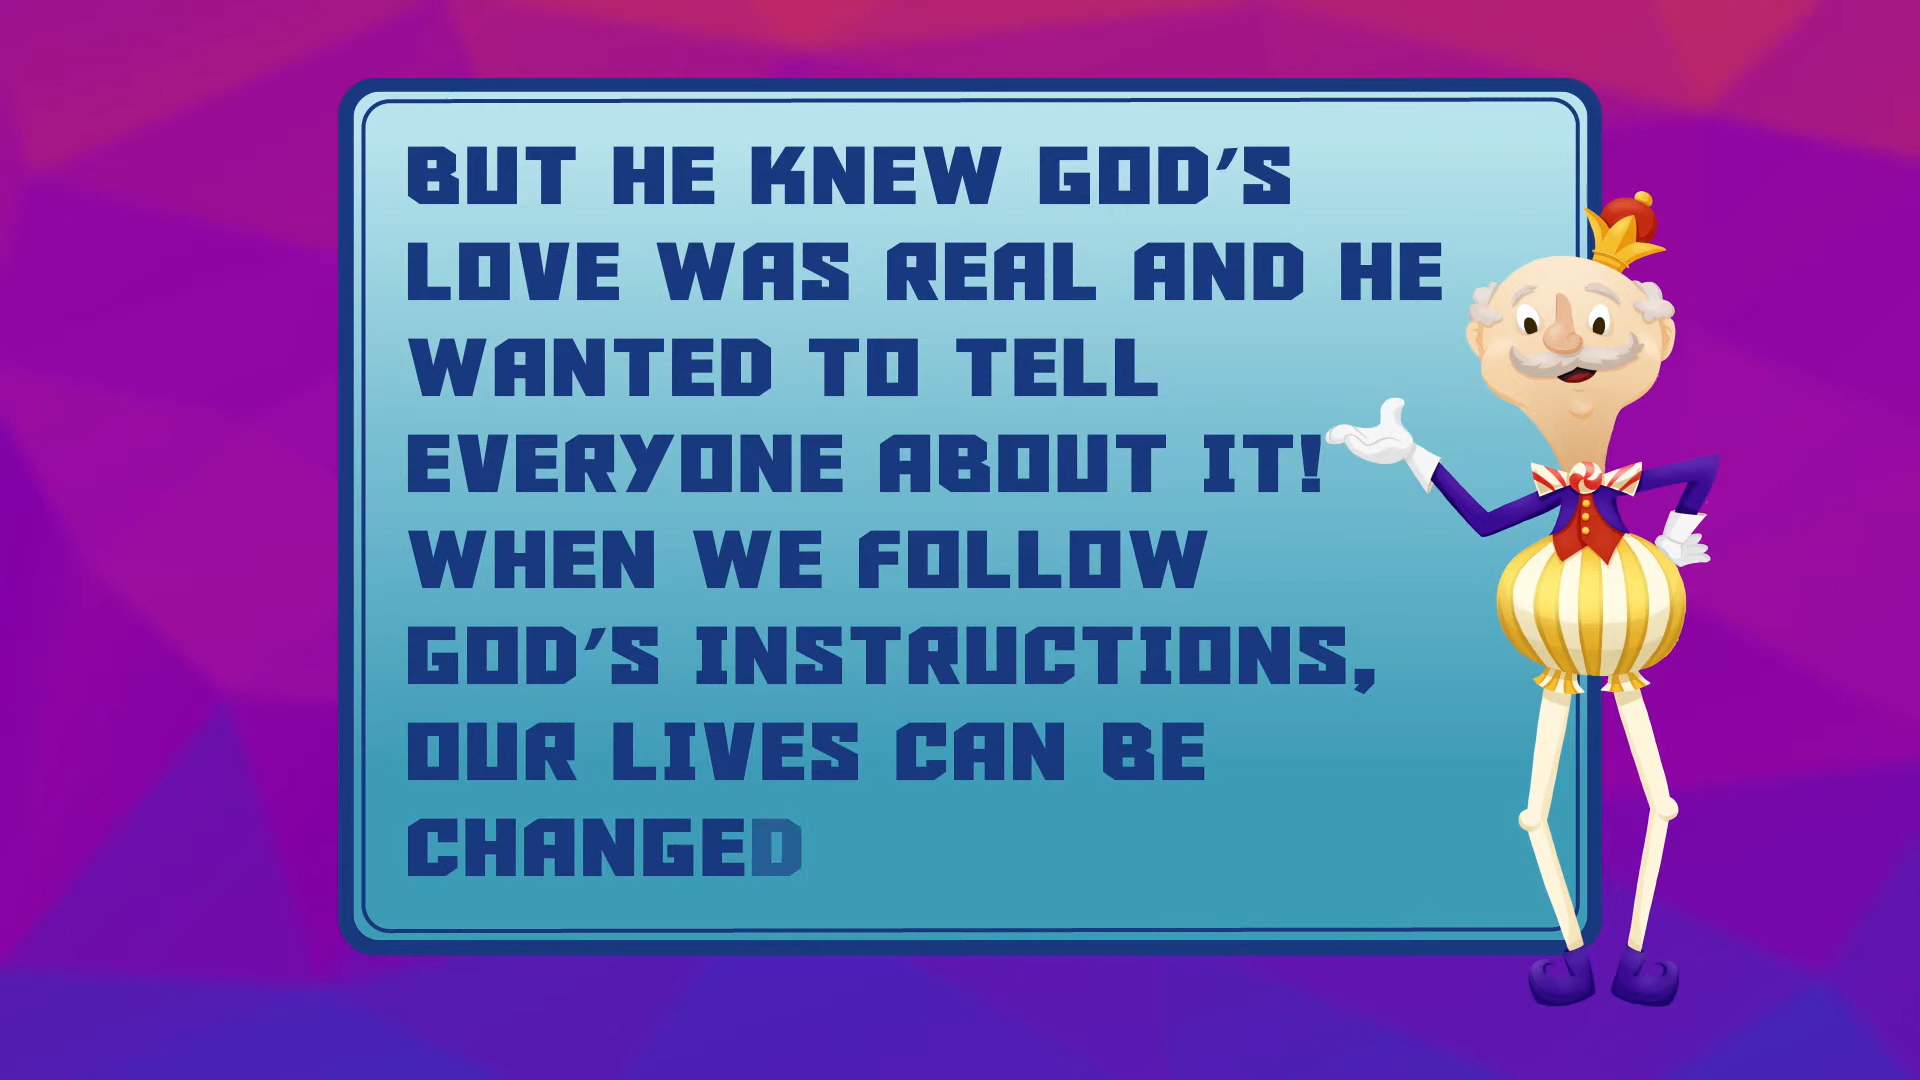 BUT HE KNEW GOD'S
LOVE WAS REAL AND HE
WANTED TO TELL
EVERYONE ABOUT IT!
WHEN WE FOLLOW
GOD'S INSTRUCTIONS,
OUR LIVES CAN BE
CHANGED